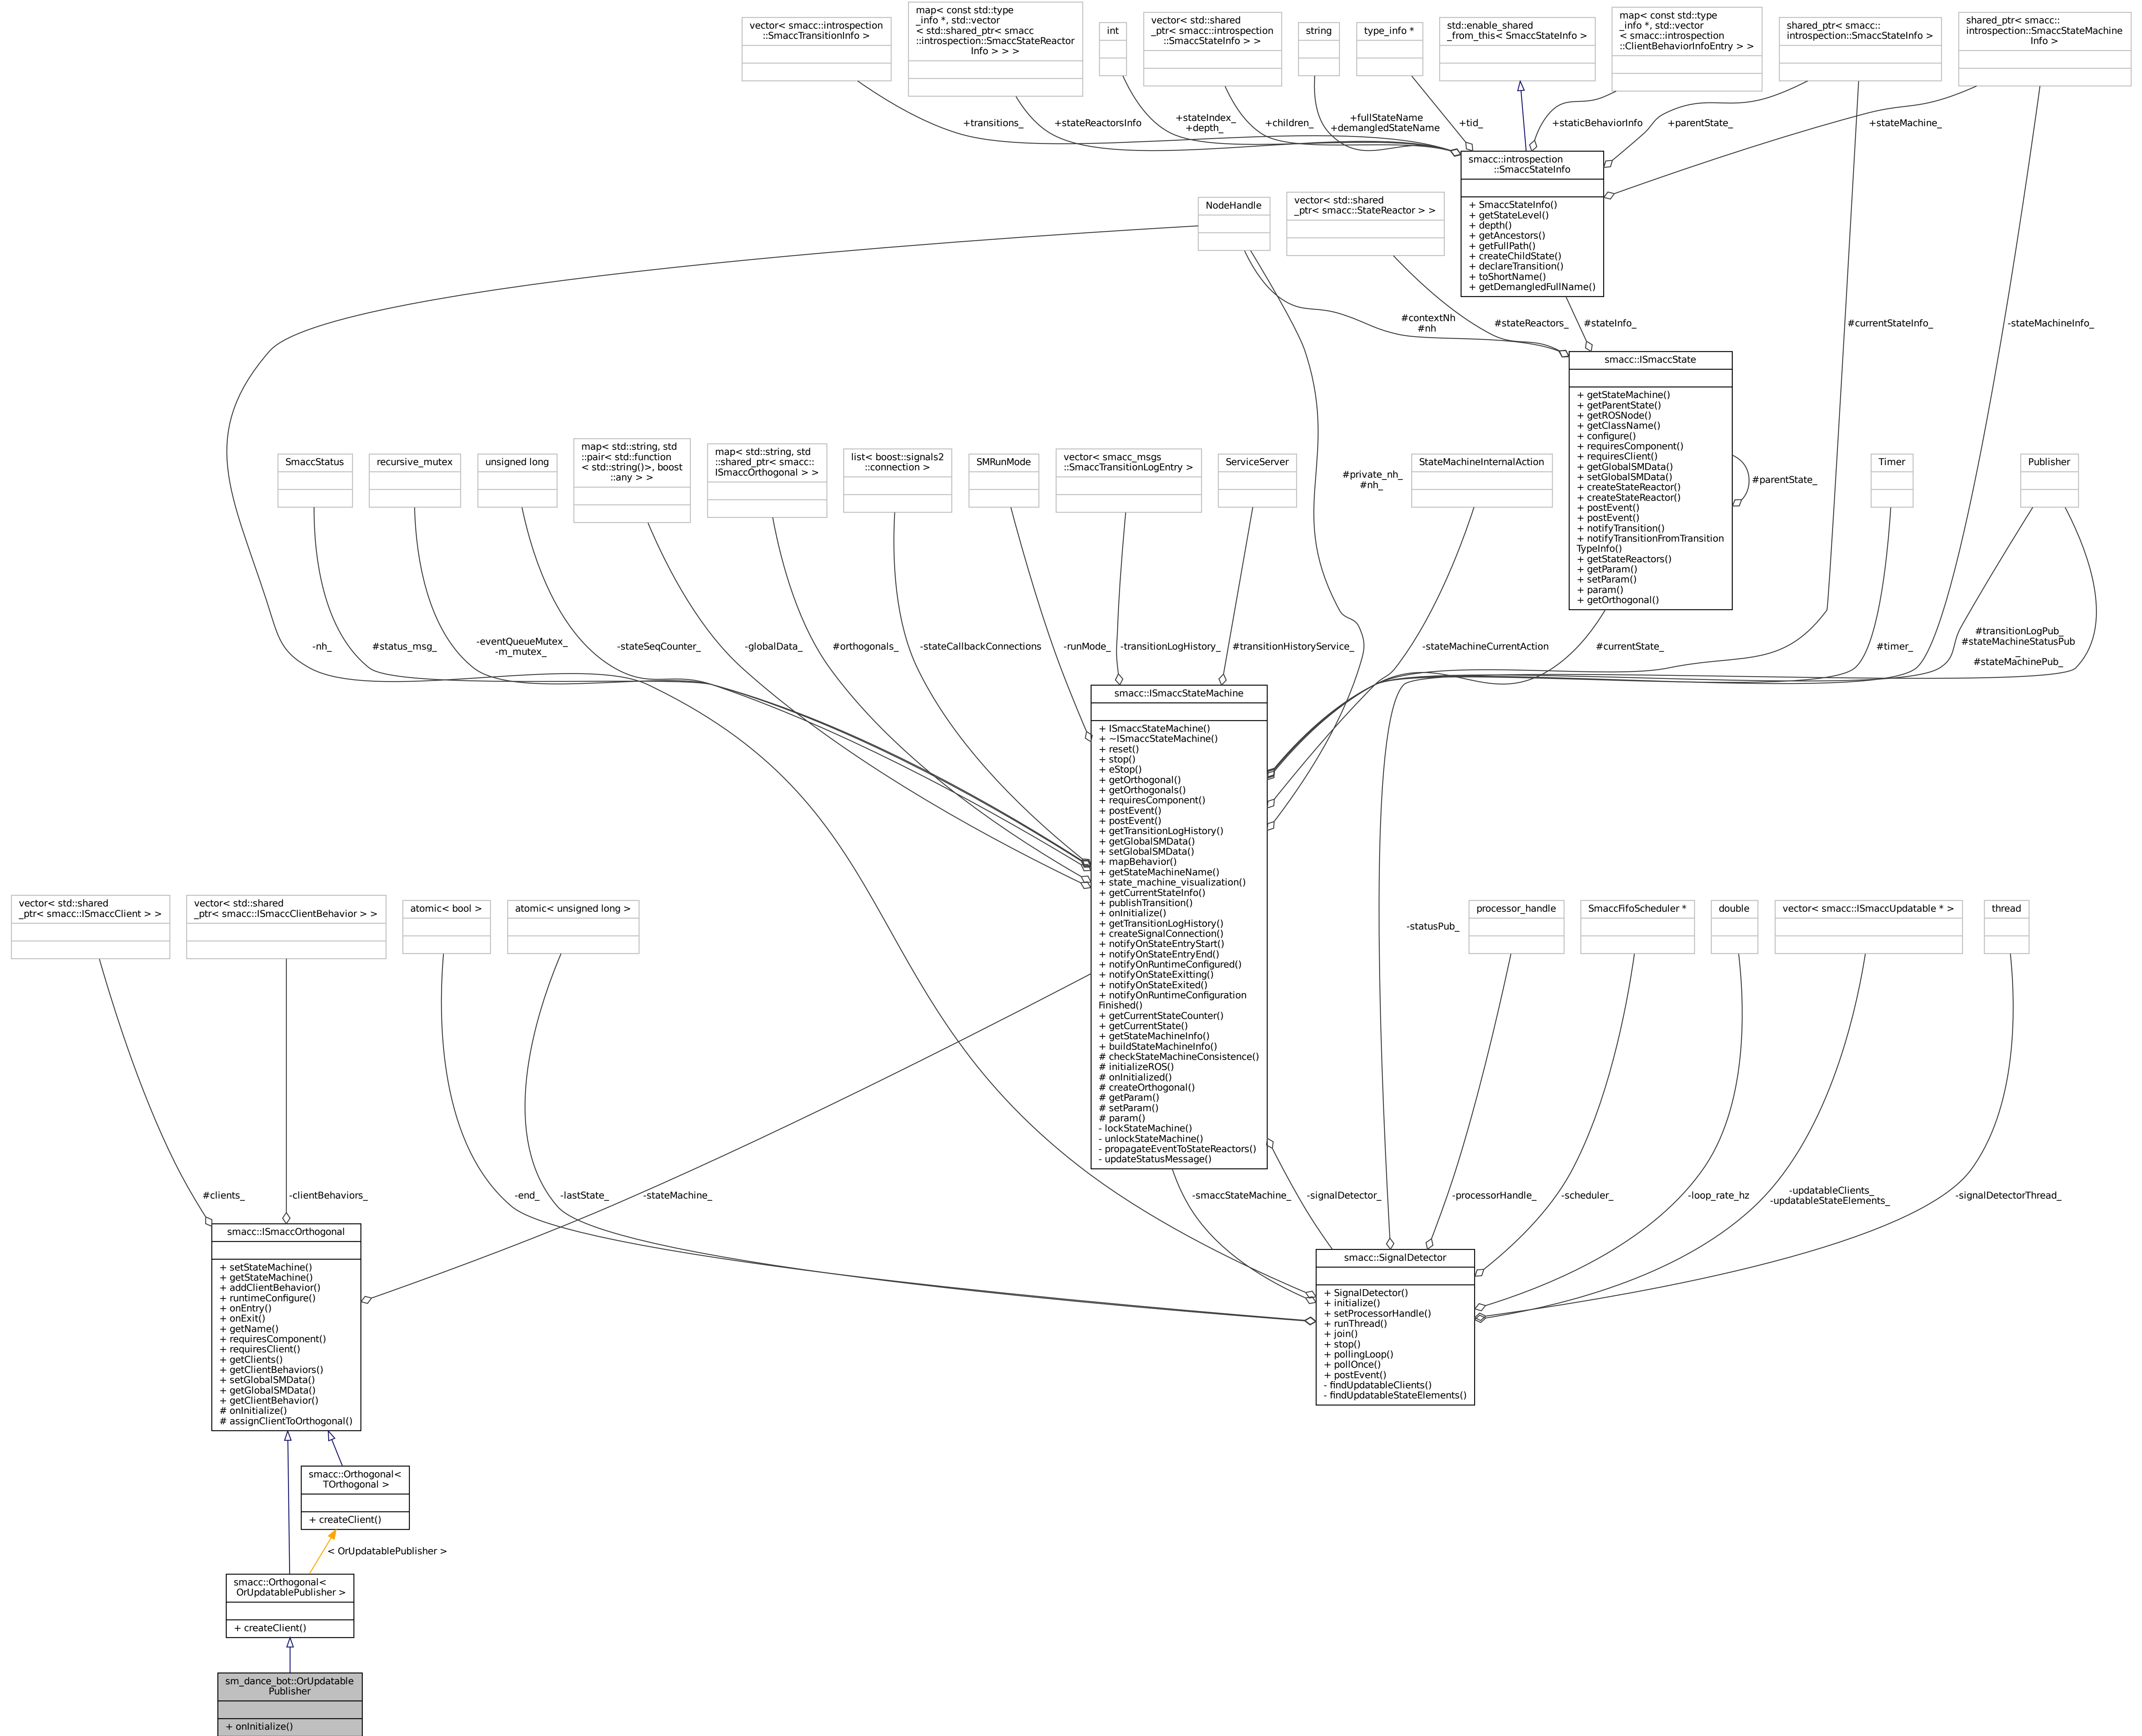 vector< smacc::introspection
::SmaccTransitionInfo >
map< const std::type
_info *, std::vector
< std::shared_ptr< smacc
::introspection::SmaccStateReactor
Info > > >
int
vector< std::shared
_ptr< smacc::introspection
::SmaccStateInfo > >
string
type_info *
std::enable_shared
_from_this< SmaccStateInfo >
map< const std::type
_info *, std::vector
< smacc::introspection
::ClientBehaviorInfoEntry > >
shared_ptr< smacc::
introspection::SmaccStateInfo >
shared_ptr< smacc::
introspection::SmaccStateMachine
Info >
+transitions_
+stateReactorsInfo
+stateIndex_
+depth_
+children_
+fullStateName
+demangledStateName
+tid_
+staticBehaviorInfo
+parentState_
+stateMachine_
smacc::introspection
::SmaccStateInfo
+ SmaccStateInfo()
+ getStateLevel()
+ depth()
+ getAncestors()
+ getFullPath()
+ createChildState()
+ declareTransition()
+ toShortName()
+ getDemangledFullName()
NodeHandle
vector< std::shared
_ptr< smacc::StateReactor > >
#contextNh
#nh
#stateReactors_
#stateInfo_
#currentStateInfo_
-stateMachineInfo_
smacc::ISmaccState
+ getStateMachine()
+ getParentState()
+ getROSNode()
+ getClassName()
+ configure()
+ requiresComponent()
+ requiresClient()
+ getGlobalSMData()
+ setGlobalSMData()
+ createStateReactor()
+ createStateReactor()
+ postEvent()
+ postEvent()
+ notifyTransition()
+ notifyTransitionFromTransition
TypeInfo()
+ getStateReactors()
+ getParam()
+ setParam()
+ param()
+ getOrthogonal()
#parentState_
SmaccStatus
recursive_mutex
unsigned long
map< std::string, std
::pair< std::function
< std::string()>, boost
::any > >
map< std::string, std
::shared_ptr< smacc::
ISmaccOrthogonal > >
list< boost::signals2
::connection >
SMRunMode
vector< smacc_msgs
::SmaccTransitionLogEntry >
ServiceServer
#private_nh_
#nh_
StateMachineInternalAction
Timer
Publisher
-nh_
#status_msg_
-eventQueueMutex_
-m_mutex_
-stateSeqCounter_
-globalData_
#orthogonals_
-stateCallbackConnections
-runMode_
-transitionLogHistory_
#transitionHistoryService_
-stateMachineCurrentAction
#currentState_
#timer_
#transitionLogPub_
#stateMachineStatusPub
_
#stateMachinePub_
smacc::ISmaccStateMachine
+ ISmaccStateMachine()
+ ~ISmaccStateMachine()
+ reset()
+ stop()
+ eStop()
+ getOrthogonal()
+ getOrthogonals()
+ requiresComponent()
+ postEvent()
+ postEvent()
+ getTransitionLogHistory()
+ getGlobalSMData()
+ setGlobalSMData()
+ mapBehavior()
+ getStateMachineName()
+ state_machine_visualization()
+ getCurrentStateInfo()
+ publishTransition()
+ onInitialize()
+ getTransitionLogHistory()
+ createSignalConnection()
+ notifyOnStateEntryStart()
+ notifyOnStateEntryEnd()
+ notifyOnRuntimeConfigured()
+ notifyOnStateExitting()
+ notifyOnStateExited()
+ notifyOnRuntimeConfiguration
Finished()
+ getCurrentStateCounter()
+ getCurrentState()
+ getStateMachineInfo()
+ buildStateMachineInfo()
# checkStateMachineConsistence()
# initializeROS()
# onInitialized()
# createOrthogonal()
# getParam()
# setParam()
# param()
- lockStateMachine()
- unlockStateMachine()
- propagateEventToStateReactors()
- updateStatusMessage()
vector< std::shared
_ptr< smacc::ISmaccClient > >
vector< std::shared
_ptr< smacc::ISmaccClientBehavior > >
atomic< bool >
atomic< unsigned long >
-statusPub_
processor_handle
SmaccFifoScheduler *
double
vector< smacc::ISmaccUpdatable * >
thread
#clients_
-clientBehaviors_
-end_
-lastState_
-stateMachine_
-smaccStateMachine_
-signalDetector_
-processorHandle_
-scheduler_
-loop_rate_hz
-updatableClients_
-updatableStateElements_
-signalDetectorThread_
smacc::ISmaccOrthogonal
+ setStateMachine()
+ getStateMachine()
+ addClientBehavior()
+ runtimeConfigure()
+ onEntry()
+ onExit()
+ getName()
+ requiresComponent()
+ requiresClient()
+ getClients()
+ getClientBehaviors()
+ setGlobalSMData()
+ getGlobalSMData()
+ getClientBehavior()
# onInitialize()
# assignClientToOrthogonal()
smacc::SignalDetector
+ SignalDetector()
+ initialize()
+ setProcessorHandle()
+ runThread()
+ join()
+ stop()
+ pollingLoop()
+ pollOnce()
+ postEvent()
- findUpdatableClients()
- findUpdatableStateElements()
smacc::Orthogonal<
TOrthogonal >
+ createClient()
< OrUpdatablePublisher >
smacc::Orthogonal<
OrUpdatablePublisher >
+ createClient()
sm_dance_bot::OrUpdatable
Publisher
+ onInitialize()